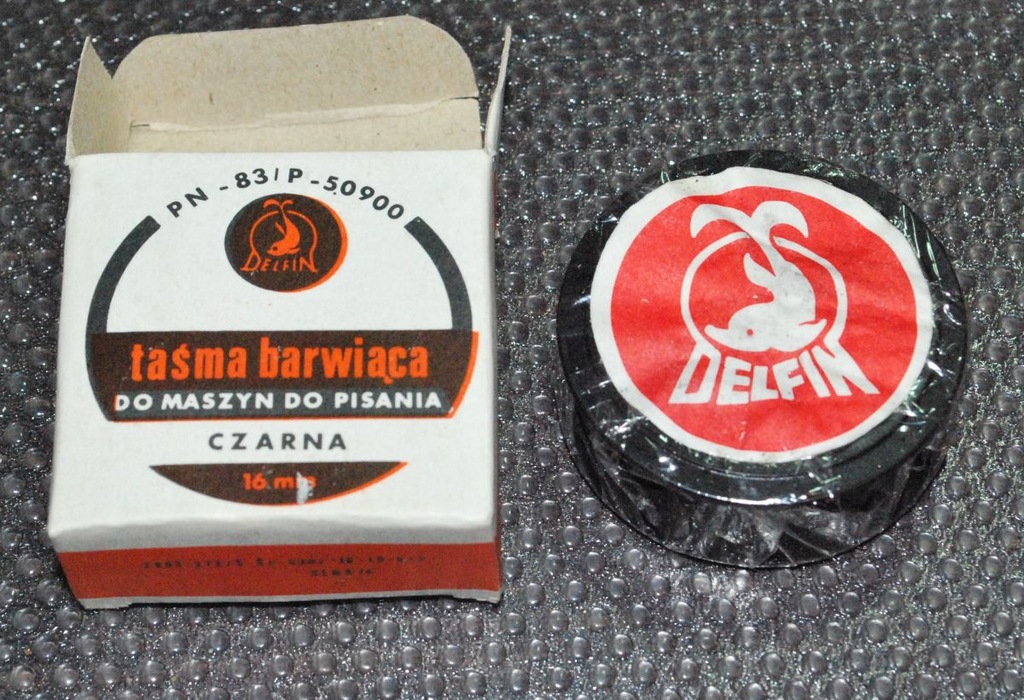 PN - 83/P - 50900
DELFIN
taśma barwiąca
DO MASZYN DO PISANIA
CZARNA
16 mm
DELFIN